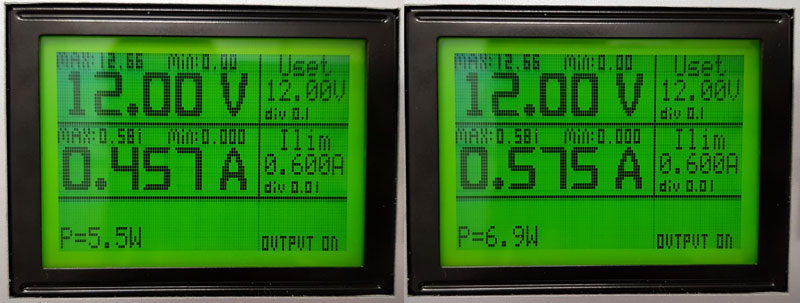 MAX:12.66 Min:0.00
Uset
12.00 V
12.00V
div 0.1
MAX:0.581 Min:0.000
Ilim
0.457 A
0.600A
div 0.01
P=5.5W
OUTPUT ON
MAX:12.66 Min:0.00
Uset
12.00 V
12.00V
div 0.1
MAX:0.581 Min:0.000
Ilim
0.575 A
0.600A
div 0.01
P=6.9W
OUTPUT ON